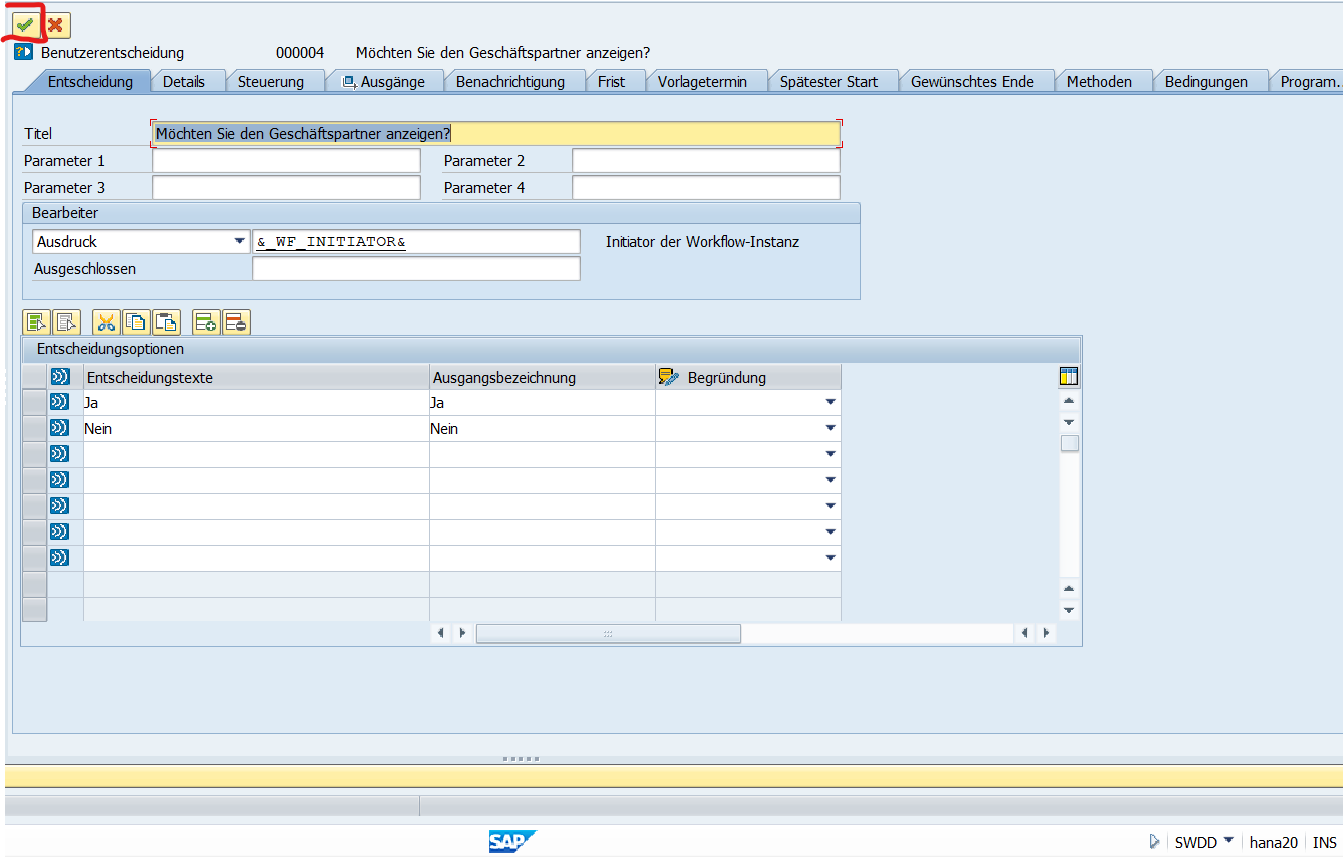 Benutzerentscheidung 000004 Möchten Sie den Geschäftspartner anzeigen?
Entscheidung Details Steuerung Ausgänge Benachrichtigung Frist Vorlagetermin Spätester Start Gewünschtes Ende Methoden Bedingungen Program..
Titel Möchten Sie den Geschäftspartner anzeigen?
Parameter 1 Parameter 2
Parameter 3 Parameter 4
Bearbeiter
Ausdruck &_WF_INITIATOR& Initiator der Workflow-Instanz
Ausgeschlossen
Entscheidungsoptionen
Entscheidungstexte Ausgangsbezeichnung Begründung
Ja Ja
Nein Nein
SAP SWDD hana20 INS